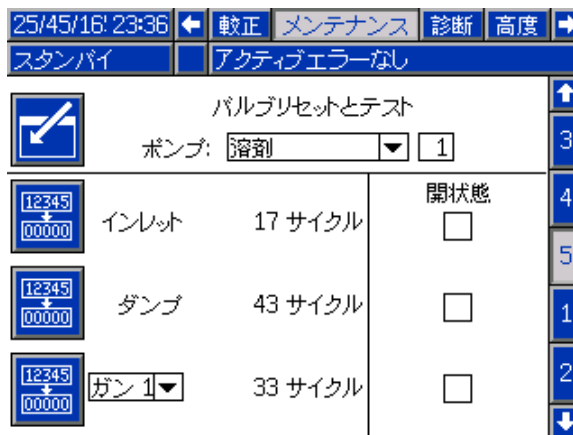 25/45/16 23:36 較正 メンテナンス 診断 高度
スタンバイ アクティブエラーなし
バルブリセットとテスト
ポンプ: 溶剤 1
3
開状態
12345
00000
インレット 17 サイクル
4
5
12345
00000
ダンプ 43 サイクル
1
12345
00000
ガン 1 33 サイクル
2